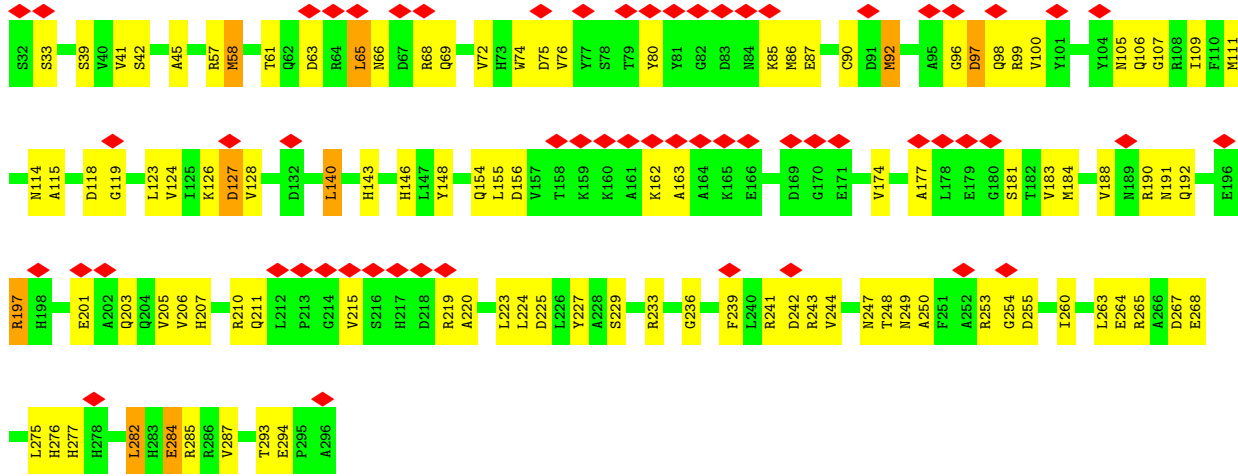 S32 S33 S39 V40 V41 S42 A45 R57 M58 T61 Q62 D63 R64 L65 N66 D67 R68 Q69 V72 H73 W74 D75 V76 Y77 S78 T79 Y80 Y81 G82 D83 N84 K85 M86 E87 C90 D91 M92 A95 G96 D97 Q98 R99 V100 Y101 Y104 N105 Q106 G107 R108 I109 F110 M111
N114 A115 D118 G119 L123 V124 I125 K126 D127 V128 D132 L140 H143 H146 L147 Y148 Q154 L155 D156 V157 T158 K159 K160 A161 K162 A163 A164 K165 E166 D169 G170 E171 V174 A177 L178 E179 G180 S181 T182 V183 M184 V188 N189 R190 N191 Q192 E196
R197 H198 E201 A202 Q203 Q204 V205 V206 H207 R210 Q211 L212 P213 G214 V215 S216 H217 D218 R219 A220 L223 L224 D225 L226 Y227 A228 S229 R233 G236 F239 L240 R241 D242 R243 V244 N247 T248 N249 A250 F251 A252 R253 G254 D255 I260 L263 E264 R265 A266 D267 E268
L275 H276 H277 H278 L282 H283 E284 R285 R286 V287 T293 E294 P295 A296